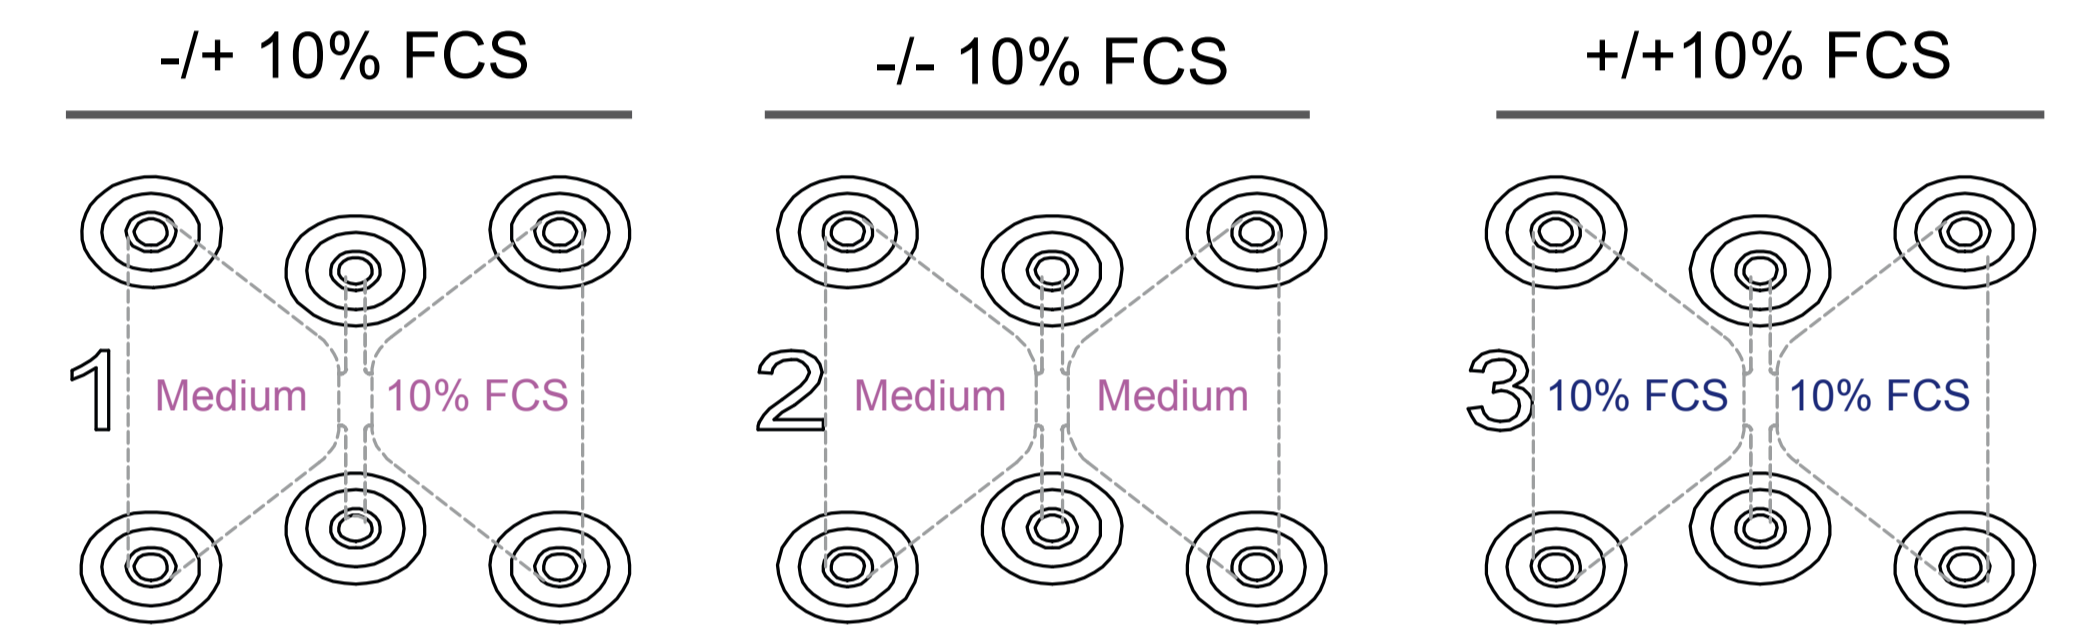 -/+ 10% FCS
-/- 10% FCS
+/+10% FCS
1 Medium 10% FCS
2 Medium Medium
3 10% FCS 10% FCS